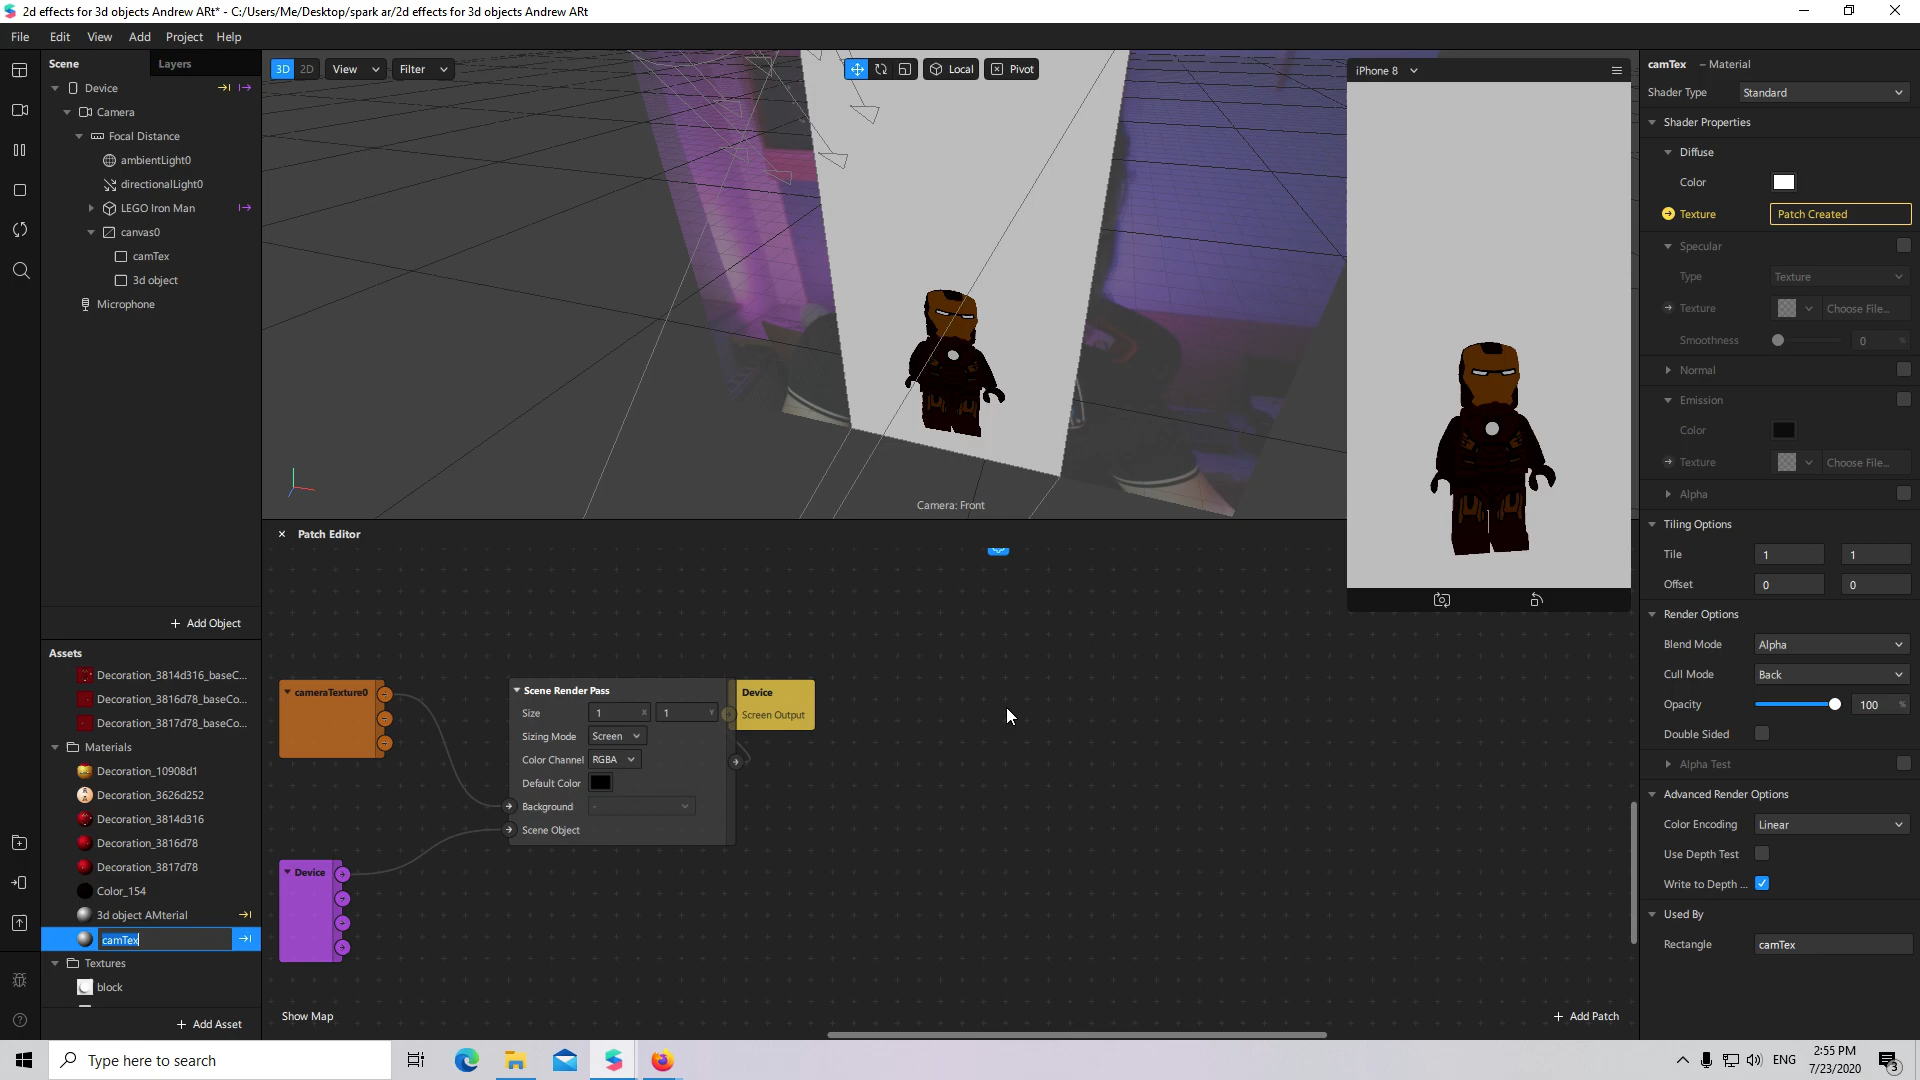 2d effects for 3d objects Andrew ARt* - C:/Users/Me/Desktop/spark ar/2d effects for 3d objects Andrew ARt
File Edit View Add Project Help
Scene Layers
Device
Camera
Focal Distance
ambientLight0
directionalLight0
LEGO Iron Man
canvas0
camTex
3d object
Microphone
+ Add Object
Assets
Decoration_3814d316_baseC...
Decoration_3816d78_baseCo...
Decoration_3817d78_baseCo...
Materials
Decoration_10908d1
Decoration_3626d252
Decoration_3814d316
Decoration_3816d78
Decoration_3817d78
Color_154
3d object AMterial
camTex
Textures
block
+ Add Asset
3D 2D View Filter
Local Pivot
Camera: Front
iPhone 8
Patch Editor
cameraTexture0
Scene Render Pass
Size 1 X 1 Y
Sizing Mode Screen
Color Channel RGBA
Default Color
Background -
Scene Object
Device
Screen Output
Device
Show Map
+ Add Patch
camTex – Material
Shader Type Standard
Shader Properties
Diffuse
Color
Texture Patch Created
Specular
Type Texture
Texture Choose File...
Smoothness 0 %
Normal
Emission
Color
Texture Choose File...
Alpha
Tiling Options
Tile 1 1
Offset 0 0
Render Options
Blend Mode Alpha
Cull Mode Back
Opacity 100 %
Double Sided
Alpha Test
Advanced Render Options
Color Encoding Linear
Use Depth Test
Write to Depth ...
Used By
Rectangle camTex
Type here to search
ENG
2:55 PM
7/23/2020
3